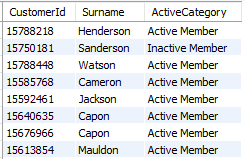 CustomerId Surname ActiveCategory
15788218 Henderson Active Member
15750181 Sanderson Inactive Member
15788448 Watson Active Member
15585768 Cameron Active Member
15592461 Jackson Active Member
15640635 Capon Active Member
15676966 Capon Active Member
15613854 Mauldon Active Member